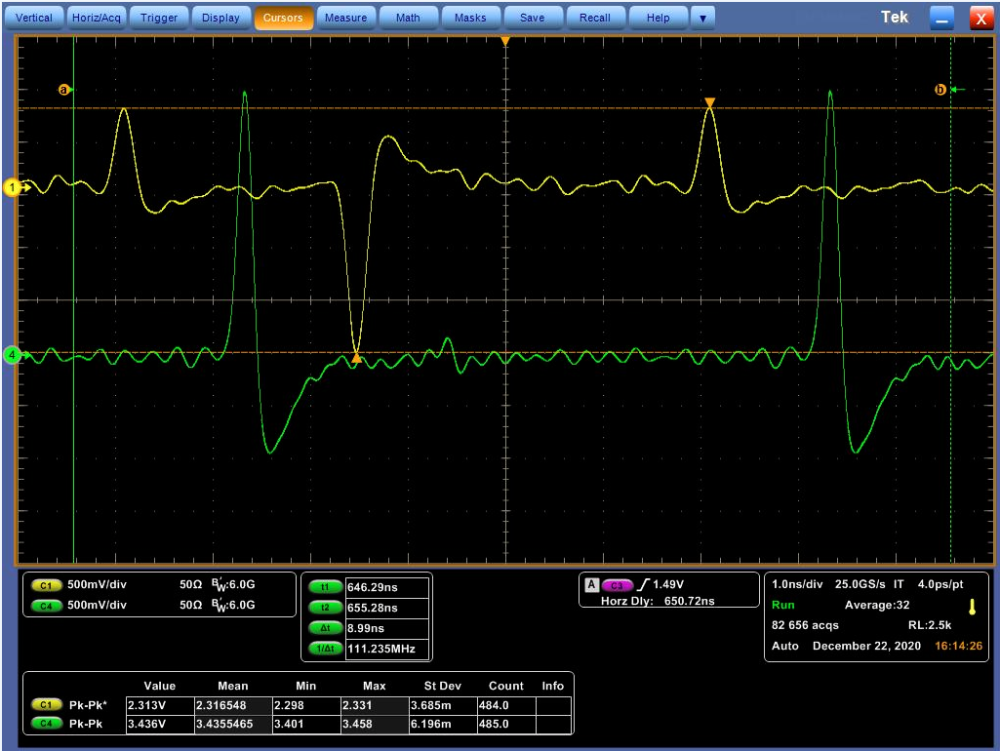 Vertical Horiz/Acq Trigger Display Cursors Measure Math Masks Save Recall Help ▼ Tek X
a b
1
4
C1 500mV/div 50Ω BW:6.0G
C4 500mV/div 50Ω BW:6.0G
t1 646.29ns
t2 655.28ns
Δt 8.99ns
1/Δt 111.235MHz
A C3 1.49V
Horz Dly: 650.72ns
1.0ns/div 25.0GS/s IT 4.0ps/pt
Run Average:32
82 656 acqs RL:2.5k
Auto December 22, 2020 16:14:26
Value Mean Min Max St Dev Count Info
C1 Pk-Pk* 2.313V 2.316548 2.298 2.331 3.685m 484.0
C4 Pk-Pk 3.436V 3.4355465 3.401 3.458 6.196m 485.0